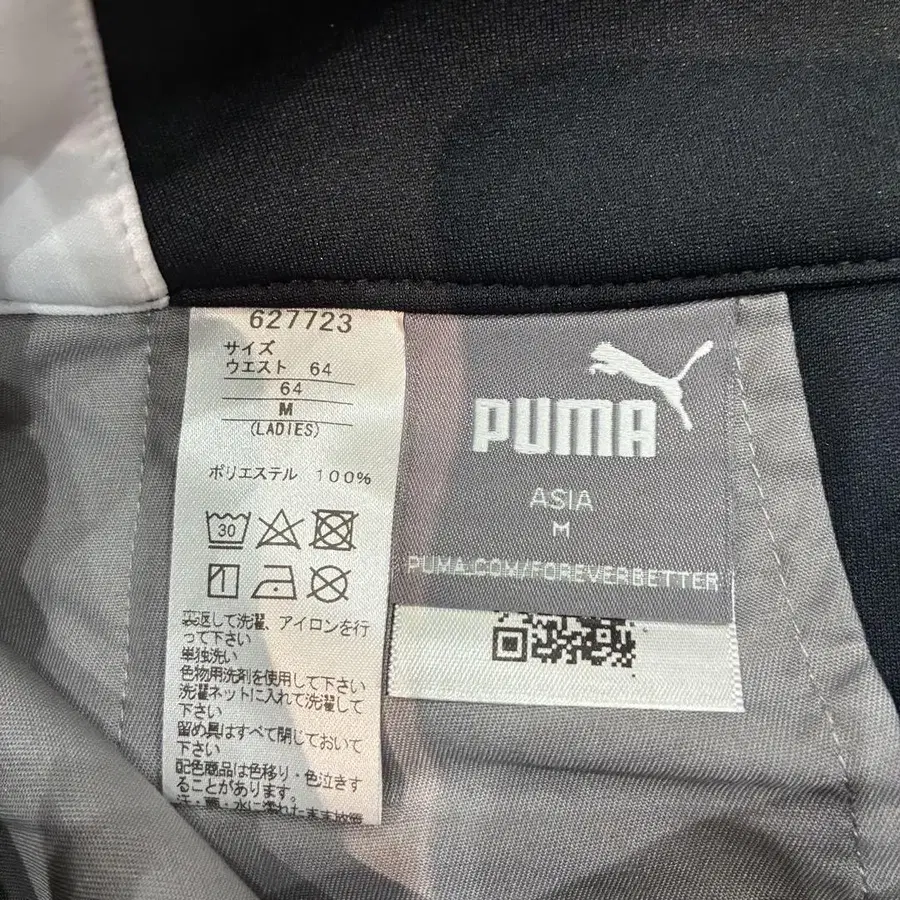 627723
サイズ
ウエスト 64
64
M
(LADIES)
ポリエステル 100%
30
裏返して洗濯、アイロンを行
って下さい
単独洗い
色物用洗剤を使用して下さい
洗濯ネットに入れて洗濯して
下さい
留め具はすべて閉じておいて
下さい
配色商品は色移り・色泣きす
ることがあります。
PUMA
ASIA
M
PUMA.COM/FOREVERBETTER